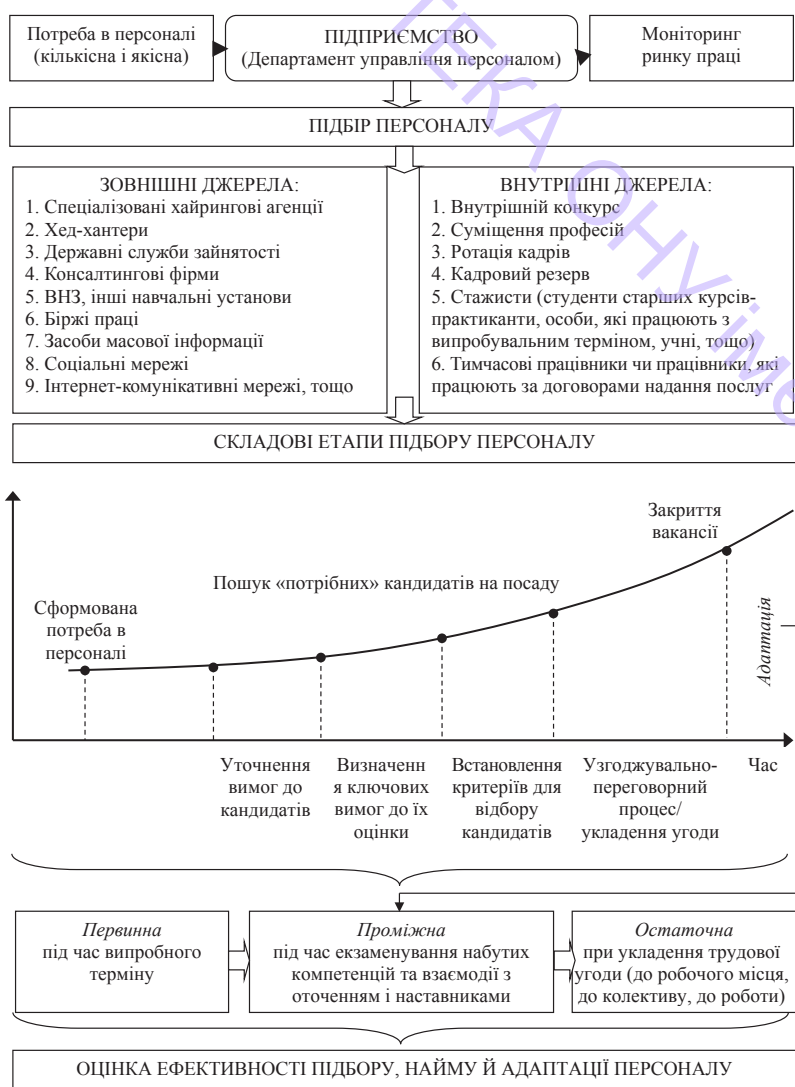 Потреба в персоналі
(кількісна і якісна)
ПІДПРИЄМСТВО
(Департамент управління персоналом)
Моніторинг
ринку праці
ПІДБІР ПЕРСОНАЛУ
ЗОВНІШНІ ДЖЕРЕЛА:
1. Спеціалізовані хайрингові агенції
2. Хед-хантери
3. Державні служби зайнятості
4. Консалтингові фірми
5. ВНЗ, інші навчальні установи
6. Біржі праці
7. Засоби масової інформації
8. Соціальні мережі
9. Інтернет-комунікативні мережі, тощо
ВНУТРІШНІ ДЖЕРЕЛА:
1. Внутрішній конкурс
2. Суміщення професій
3. Ротація кадрів
4. Кадровий резерв
5. Стажисти (студенти старших курсів-
практиканти, особи, які працюють з
випробувальним терміном, учні, тощо)
6. Тимчасові працівники чи працівники, які
працюють за договорами надання послуг
СКЛАДОВІ ЕТАПИ ПІДБОРУ ПЕРСОНАЛУ
Закриття
вакансії
Пошук «потрібних» кандидатів на посаду
Сформована
потреба в
персоналі
Адаптація
Уточнення
вимог до
кандидатів
Визначенн
я ключових
вимог до їх
оцінки
Встановлення
критеріїв для
відбору
кандидатів
Узгоджувально-
переговорний
процес/
укладення угоди
Час
Первинна
під час випробного
терміну
Проміжна
під час екзаменування набутих
компетенцій та взаємодії з
оточенням і наставниками
Остаточна
при укладення трудової
угоди (до робочого місця,
до колективу, до роботи)
ОЦІНКА ЕФЕКТИВНОСТІ ПІДБОРУ, НАЙМУ Й АДАПТАЦІЇ ПЕРСОНАЛУ
ОНУ